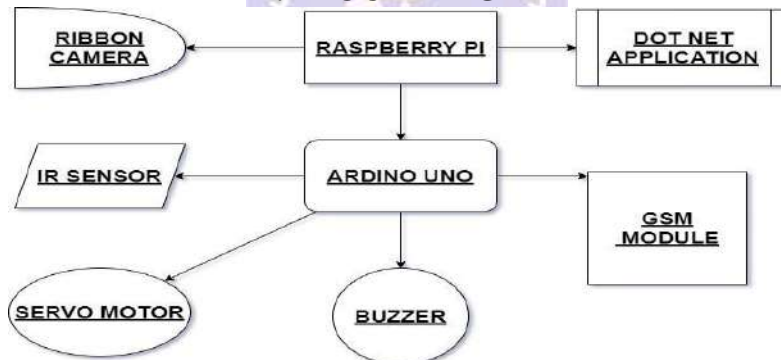 RIBBON
CAMERA
RASPBERRY PI
DOT NET
APPLICATION
IR SENSOR
ARDINO UNO
GSM
MODULE
SERVO MOTOR
BUZZER